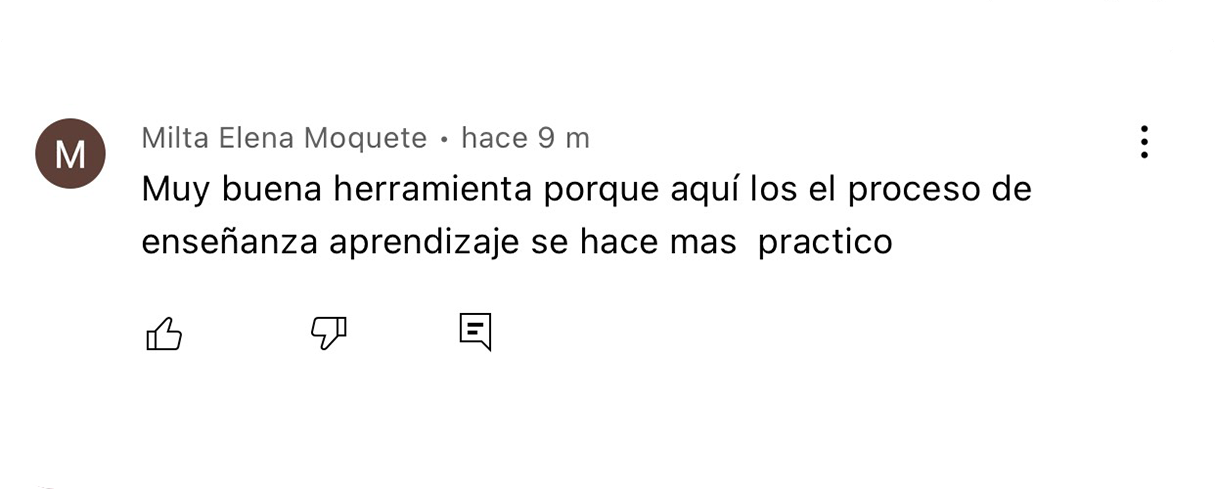 M
Milta Elena Moquete • hace 9 m
Muy buena herramienta porque aquí los el proceso de
enseñanza aprendizaje se hace mas  practico